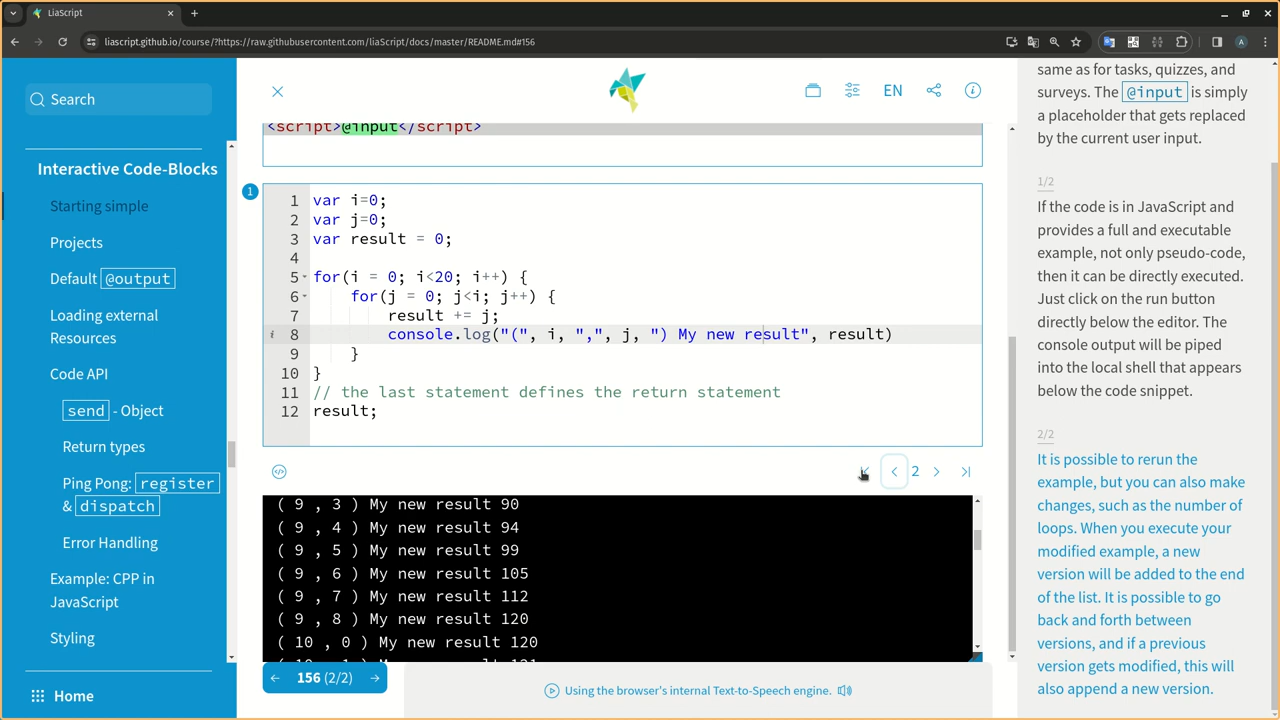 LiaScript
liascript.github.io/course/?https://raw.githubusercontent.com/liaScript/docs/master/README.md#156
A
Search
Interactive Code-Blocks
Starting simple
Projects
Default @output
Loading external
Resources
Code API
send - Object
Return types
Ping Pong: register
& dispatch
Error Handling
Example: CPP in
JavaScript
Styling
Home
EN
<script>@input</script>
1
1 var i=0;
2 var j=0;
3 var result = 0;
4
5 for(i = 0; i<20; i++) {
6 for(j = 0; j<i; j++) {
7 result += j;
i 8 console.log("(", i, ",", j, ") My new result", result)
9 }
10 }
11 // the last statement defines the return statement
12 result;
2
( 9 , 3 ) My new result 90
( 9 , 4 ) My new result 94
( 9 , 5 ) My new result 99
( 9 , 6 ) My new result 105
( 9 , 7 ) My new result 112
( 9 , 8 ) My new result 120
( 10 , 0 ) My new result 120
156 (2/2)
Using the browser's internal Text-to-Speech engine.
same as for tasks, quizzes, and
surveys. The @input is simply
a placeholder that gets replaced
by the current user input.
1/2
If the code is in JavaScript and
provides a full and executable
example, not only pseudo-code,
then it can be directly executed.
Just click on the run button
directly below the editor. The
console output will be piped
into the local shell that appears
below the code snippet.
2/2
It is possible to rerun the
example, but you can also make
changes, such as the number of
loops. When you execute your
modified example, a new
version will be added to the end
of the list. It is possible to go
back and forth between
versions, and if a previous
version gets modified, this will
also append a new version.